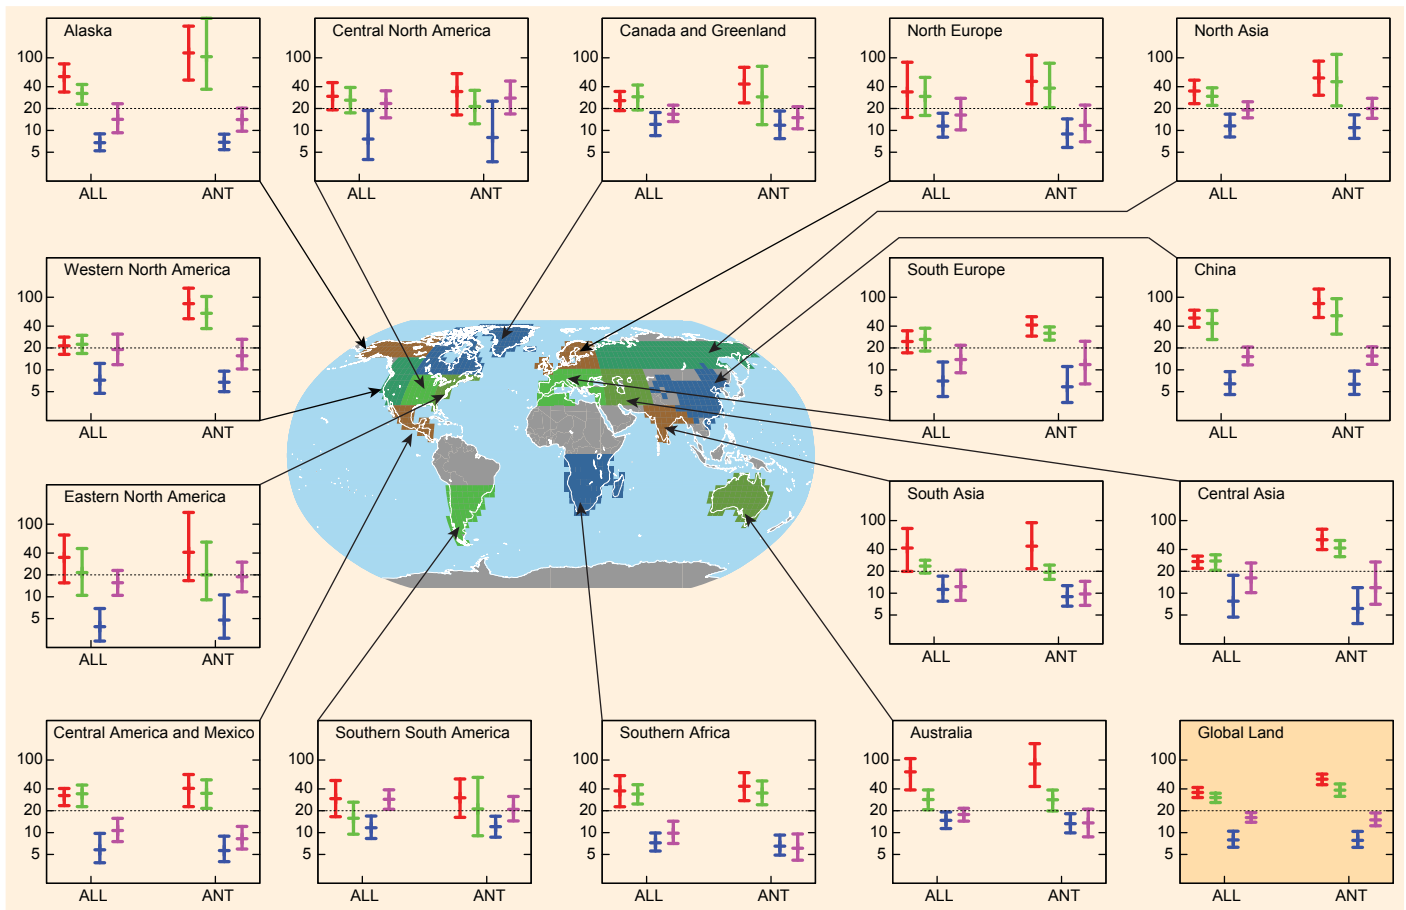 Alaska
100
40
20
10
5
ALL ANT
Central North America
100
40
20
10
5
ALL ANT
Canada and Greenland
100
40
20
10
5
ALL ANT
North Europe
100
40
20
10
5
ALL ANT
North Asia
100
40
20
10
5
ALL ANT
Western North America
100
40
20
10
5
ALL ANT
South Europe
100
40
20
10
5
ALL ANT
China
100
40
20
10
5
ALL ANT
Eastern North America
100
40
20
10
5
ALL ANT
South Asia
100
40
20
10
5
ALL ANT
Central Asia
100
40
20
10
5
ALL ANT
Central America and Mexico
100
40
20
10
5
ALL ANT
Southern South America
100
40
20
10
5
ALL ANT
Southern Africa
100
40
20
10
5
ALL ANT
Australia
100
40
20
10
5
ALL ANT
Global Land
100
40
20
10
5
ALL ANT